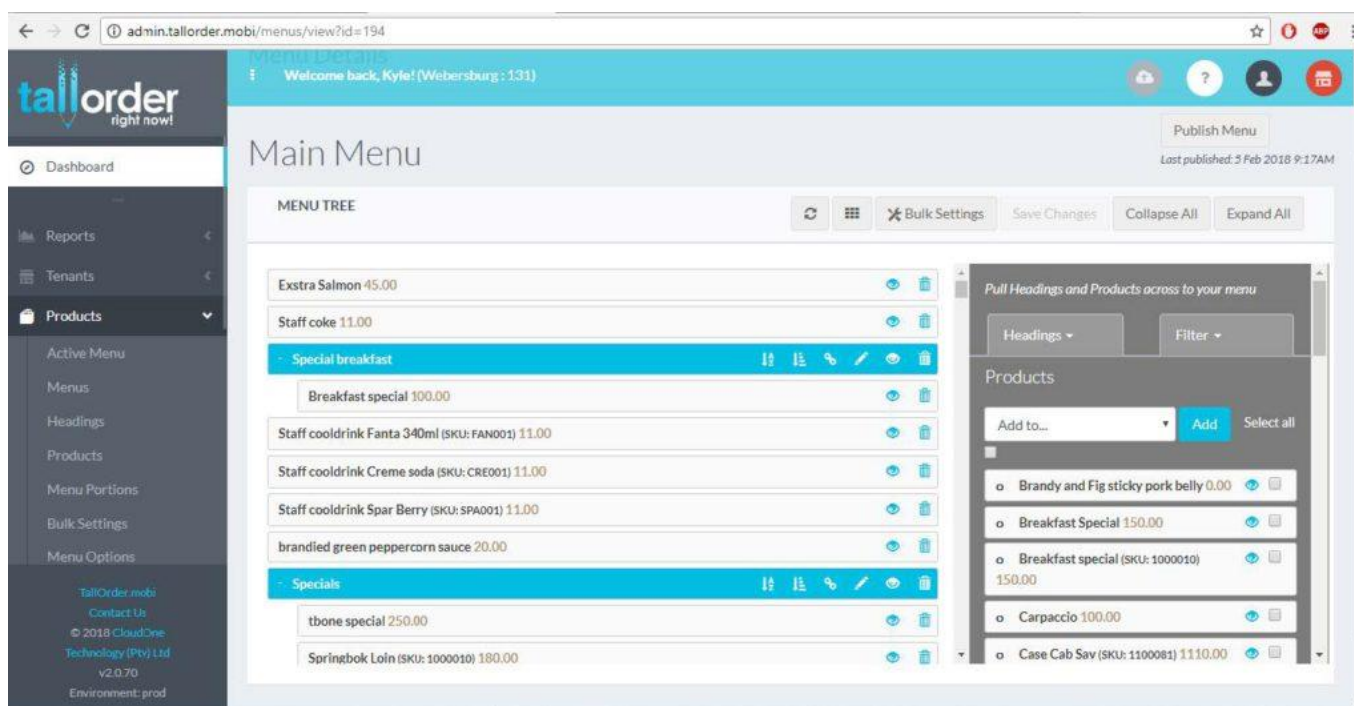 admin.tallorder.mobi/menus/view?id=194
ABP
tallorder
right now!
Menu Details
Welcome back, Kyle! (Webersburg : 131)
?
Dashboard
Reports
Tenants
Products
Active Menu
Menus
Headings
Products
Menu Portions
Bulk Settings
Menu Options
TallOrder.mobi
Contact Us
© 2018 CloudOne
Technology (Pty) Ltd
v2.0.70
Environment: prod
Main Menu
Publish Menu
Last published: 5 Feb 2018 9:17AM
MENU TREE
Bulk Settings
Save Changes
Collapse All
Expand All
Exstra Salmon 45.00
Staff coke 11.00
- Special breakfast
Breakfast special 100.00
Staff cooldrink Fanta 340ml (SKU: FAN001) 11.00
Staff cooldrink Creme soda (SKU: CRE001) 11.00
Staff cooldrink Spar Berry (SKU: SPA001) 11.00
brandied green peppercorn sauce 20.00
- Specials
tbone special 250.00
Springbok Loin (SKU: 1000010) 180.00
Pull Headings and Products across to your menu
Headings
Filter
Products
Add to...
Add
Select all
Brandy and Fig sticky pork belly 0.00
Breakfast Special 150.00
Breakfast special (SKU: 1000010)
150.00
Carpaccio 100.00
Case Cab Sav (SKU: 1100081) 1110.00